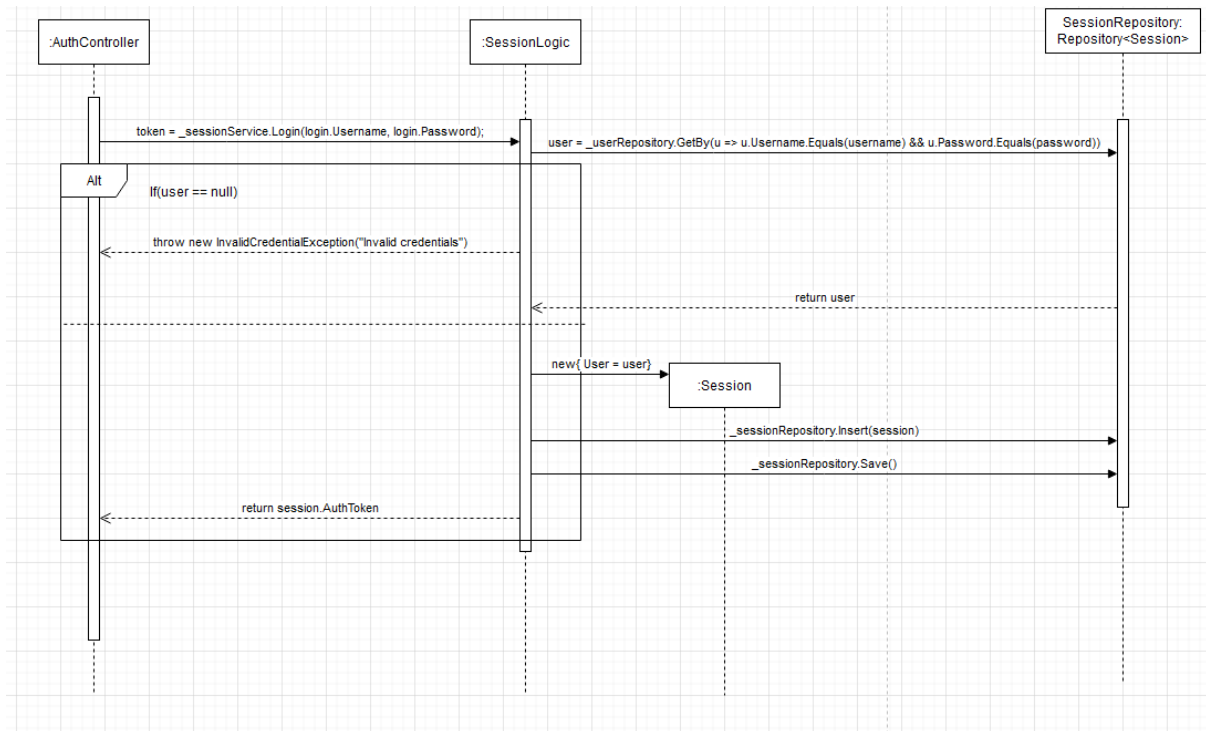 :AuthController
:SessionLogic
SessionRepository:
Repository<Session>
token = _sessionService.Login(login.Username, login.Password);
user = _userRepository.GetBy(u => u.Username.Equals(username) && u.Password.Equals(password))
Alt
If(user == null)
throw new InvalidCredentialException("Invalid credentials")
return user
new{ User = user}
:Session
_sessionRepository.Insert(session)
_sessionRepository.Save()
return session.AuthToken